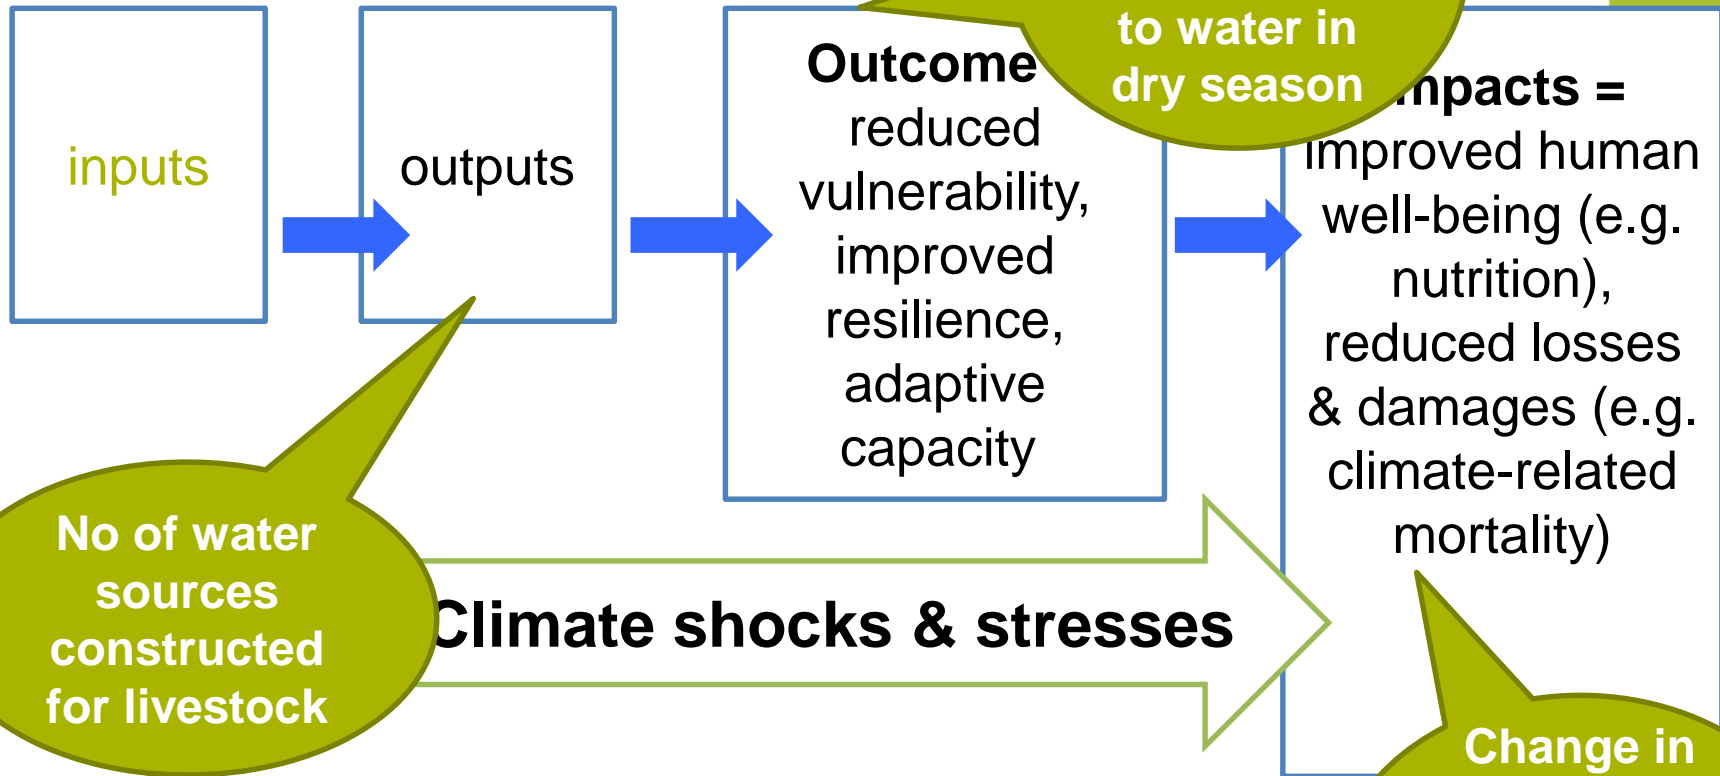 inputs
outputs
Outcome
reduced
vulnerability,
improved
resilience,
adaptive
capacity
to water in
dry season
mpacts =
improved human
well-being (e.g.
nutrition),
reduced losses
& damages (e.g.
climate-related
mortality)
No of water
sources
constructed
for livestock
Climate shocks & stresses
Change in